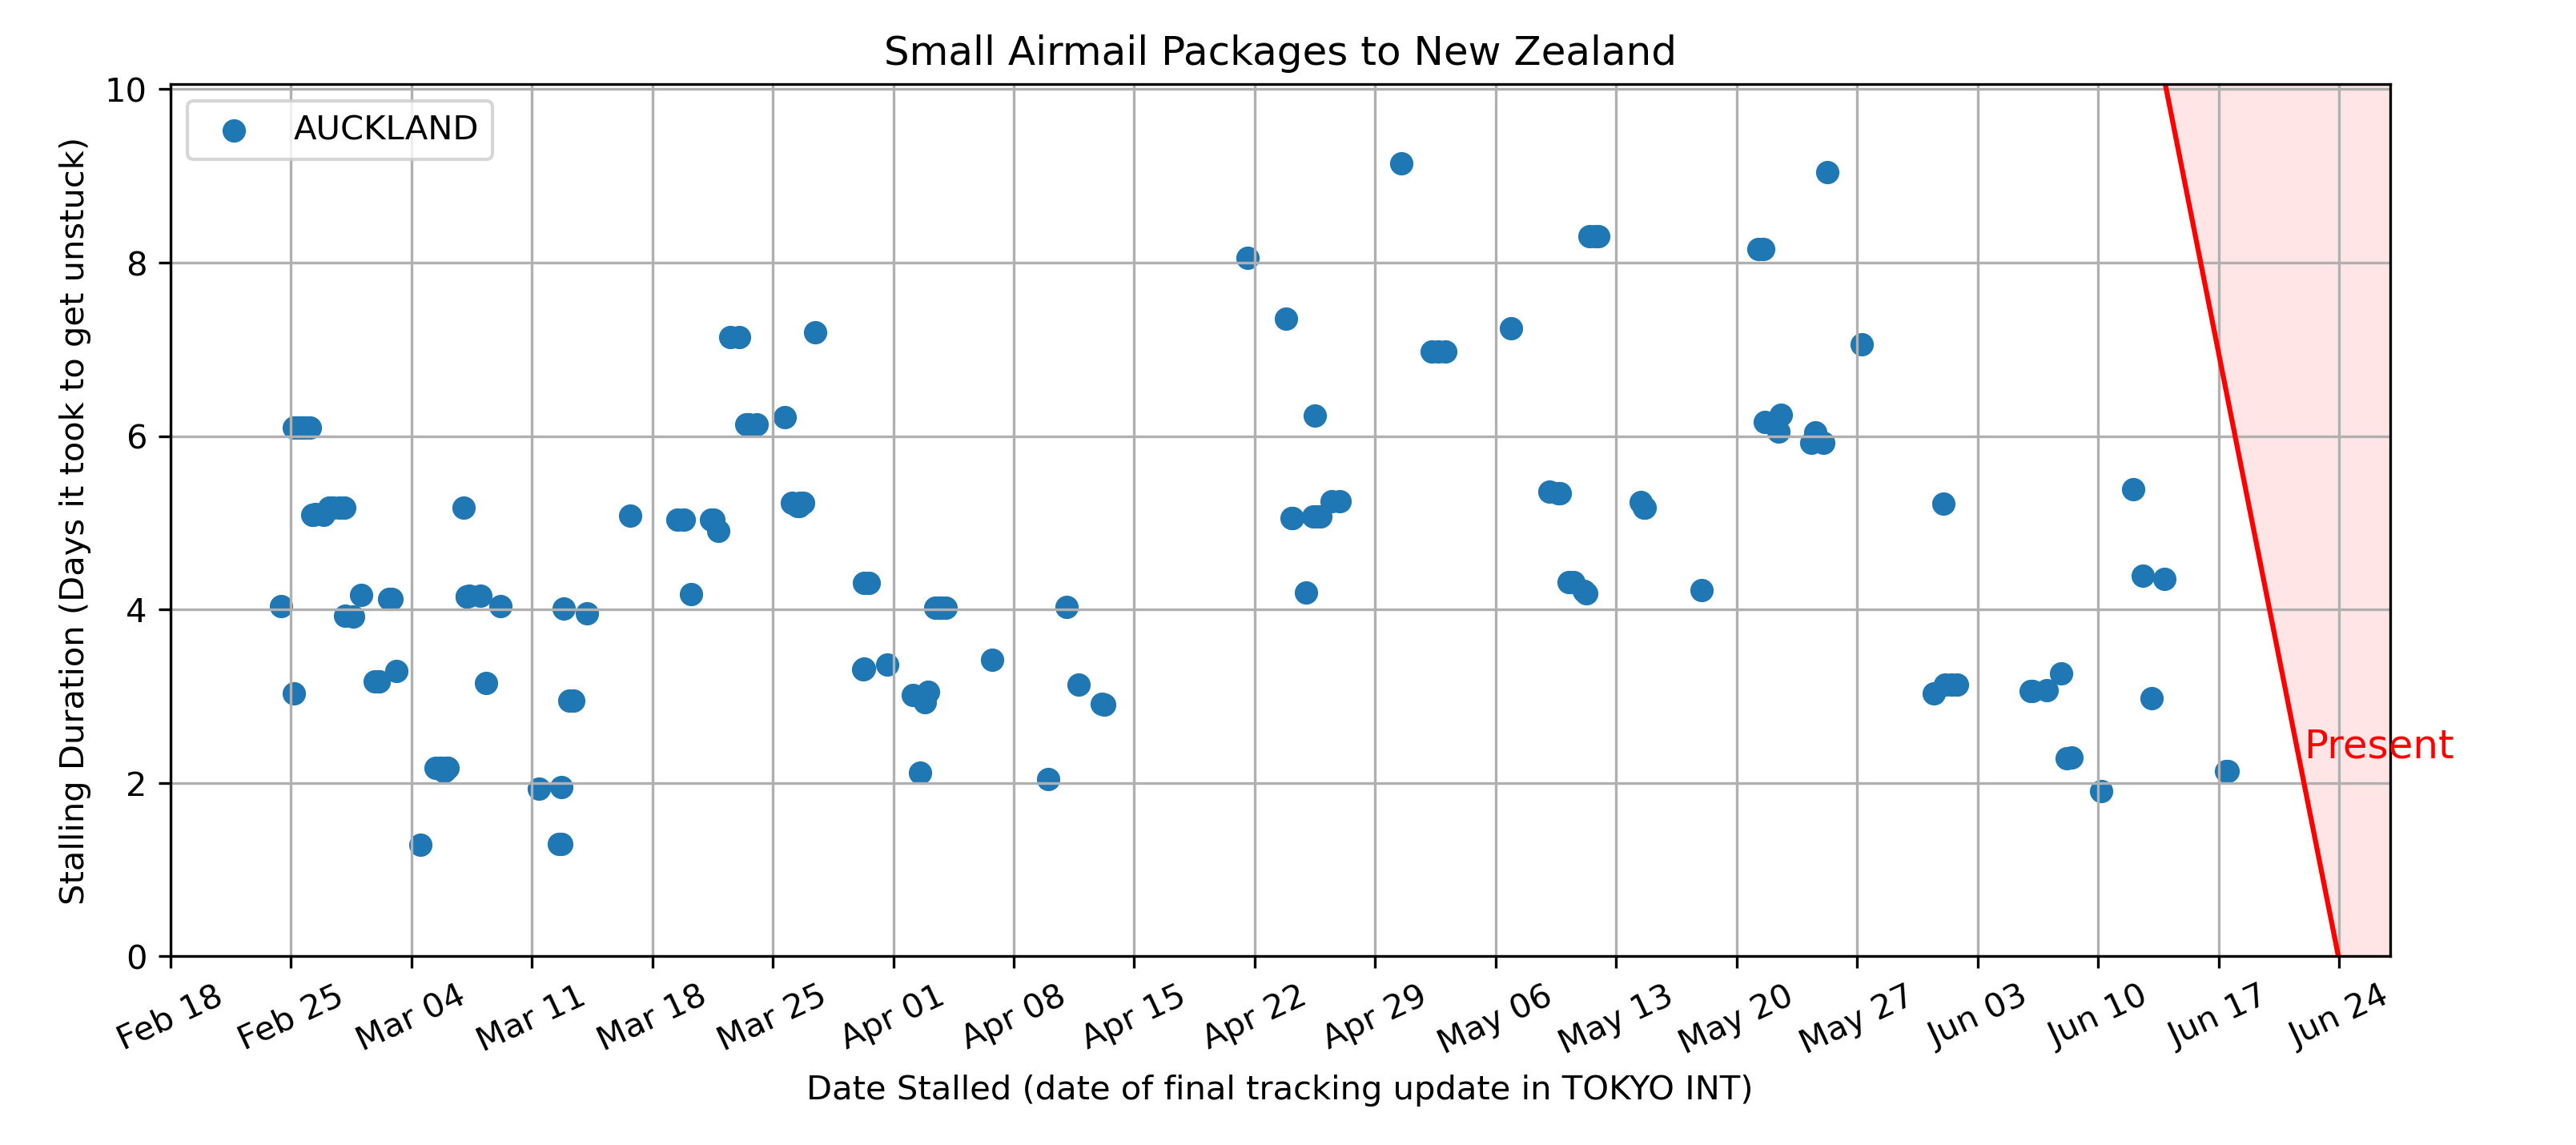 Small Airmail Packages to New Zealand
AUCKLAND
10
8
6
4
2
0
Stalling Duration (Days it took to get unstuck)
Present
Feb 18 Feb 25 Mar 04 Mar 11 Mar 18 Mar 25 Apr 01 Apr 08 Apr 15 Apr 22 Apr 29 May 06 May 13 May 20 May 27 Jun 03 Jun 10 Jun 17 Jun 24
Date Stalled (date of final tracking update in TOKYO INT)